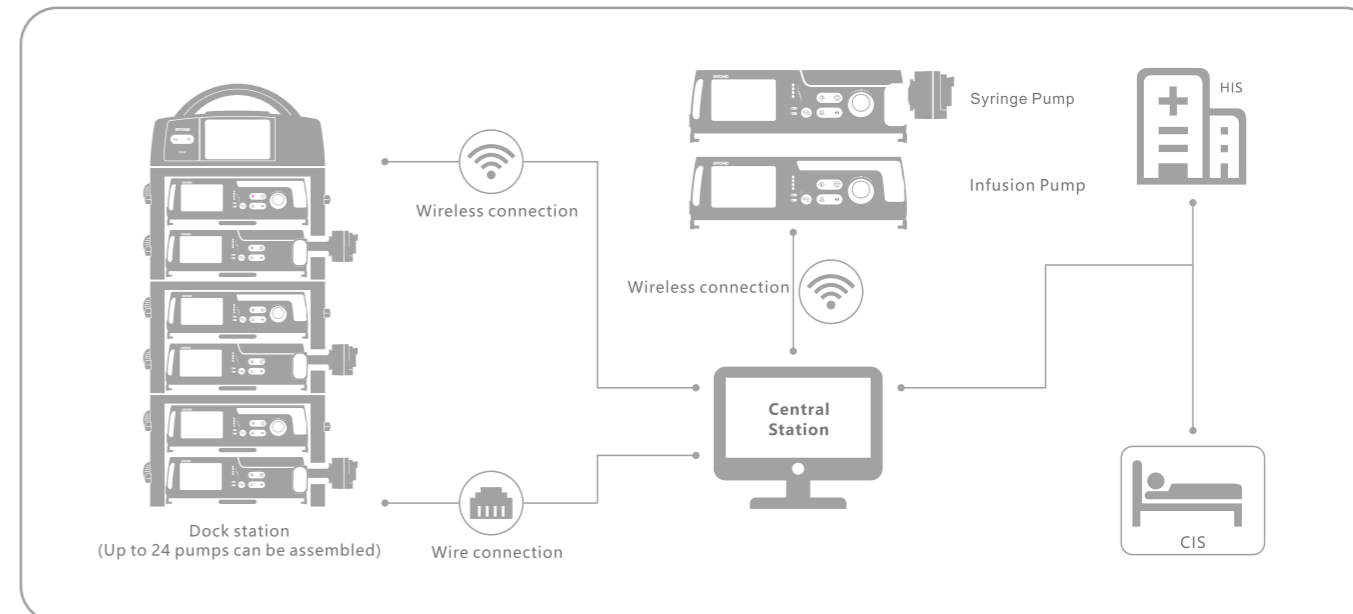 Syringe Pump
HIS
Infusion Pump
Wireless connection
Wireless connection
Central
Station
Dock station
(Up to 24 pumps can be assembled)
Wire connection
CIS